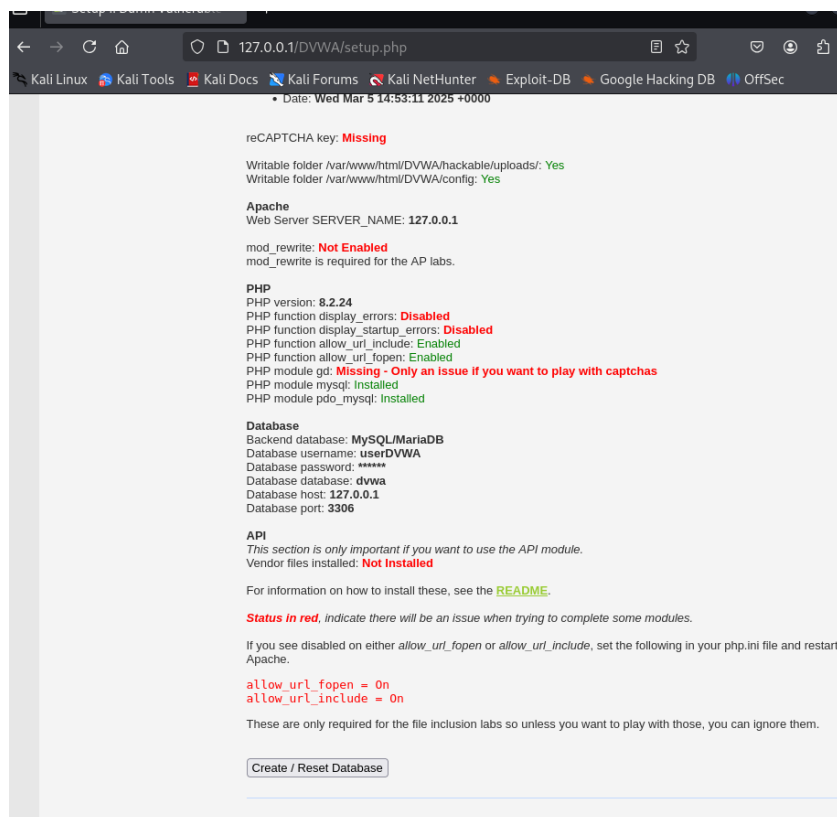 127.0.0.1/DVWA/setup.php
Kali Linux Kali Tools Kali Docs Kali Forums Kali NetHunter Exploit-DB Google Hacking DB OffSec
• Date: Wed Mar 5 14:53:11 2025 +0000
reCAPTCHA key: Missing
Writable folder /var/www/html/DVWA/hackable/uploads/: Yes
Writable folder /var/www/html/DVWA/config: Yes
Apache
Web Server SERVER_NAME: 127.0.0.1
mod_rewrite: Not Enabled
mod_rewrite is required for the AP labs.
PHP
PHP version: 8.2.24
PHP function display_errors: Disabled
PHP function display_startup_errors: Disabled
PHP function allow_url_include: Enabled
PHP function allow_url_fopen: Enabled
PHP module gd: Missing - Only an issue if you want to play with captchas
PHP module mysql: Installed
PHP module pdo_mysql: Installed
Database
Backend database: MySQL/MariaDB
Database username: userDVWA
Database password: ******
Database database: dvwa
Database host: 127.0.0.1
Database port: 3306
API
This section is only important if you want to use the API module.
Vendor files installed: Not Installed
For information on how to install these, see the README.
Status in red, indicate there will be an issue when trying to complete some modules.
If you see disabled on either allow_url_fopen or allow_url_include, set the following in your php.ini file and restart
Apache.
allow_url_fopen = On
allow_url_include = On
These are only required for the file inclusion labs so unless you want to play with those, you can ignore them.
Create / Reset Database